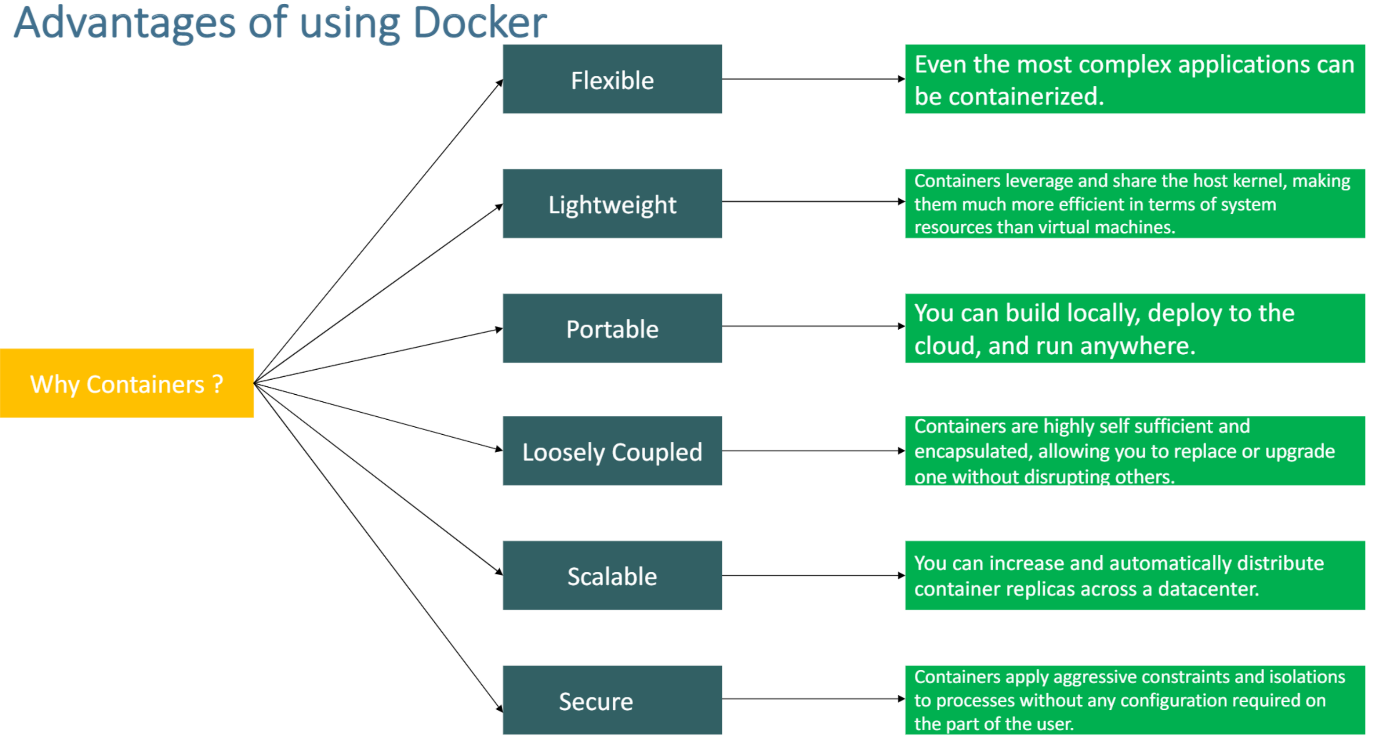 Advantages of using Docker
Flexible
Even the most complex applications can
be containerized.
Lightweight
Containers leverage and share the host kernel, making
them much more efficient in terms of system
resources than virtual machines.
Portable
You can build locally, deploy to the
cloud, and run anywhere.
Why Containers ?
Loosely Coupled
Containers are highly self sufficient and
encapsulated, allowing you to replace or upgrade
one without disrupting others.
Scalable
You can increase and automatically distribute
container replicas across a datacenter.
Secure
Containers apply aggressive constraints and isolations
to processes without any configuration required on
the part of the user.